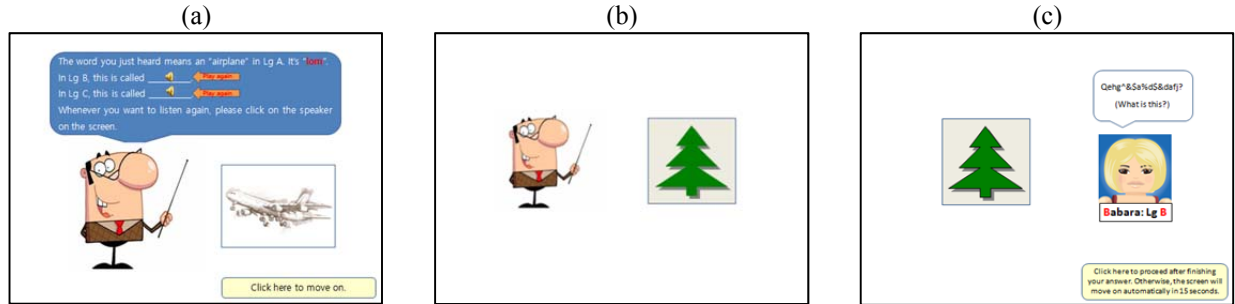 (a)
(b)
(c)
The word you just heard means an "airplane" in Lg A. It's "lom".
In Lg B, this is called ______ Play again
In Lg C, this is called ______ Play again
Whenever you want to listen again, please click on the speaker
on the screen.
Click here to move on.
Qehg^&$a%d$&dafj?
(What is this?)
Babara: Lg B
Click here to proceed after finishing
your answer. Otherwise, the screen will
move on automatically in 15 seconds.